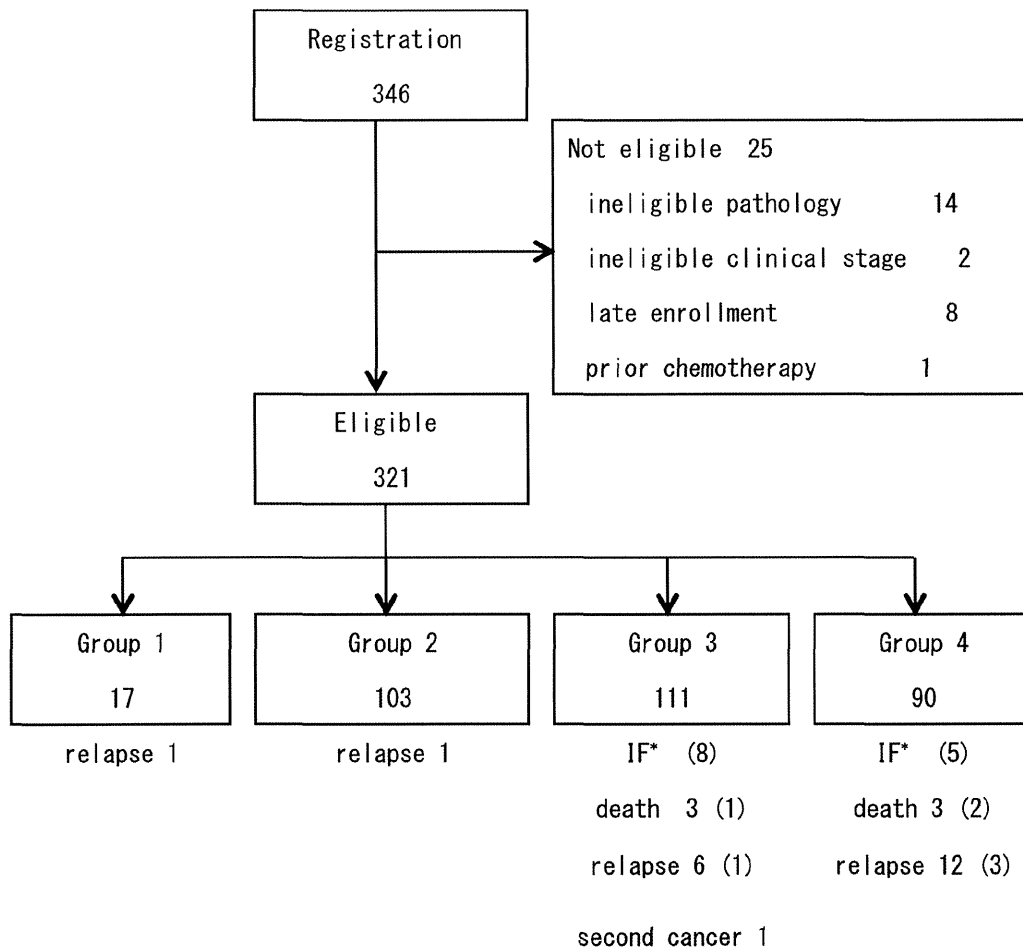 Registration
346
Not eligible 25
ineligible pathology 14
ineligible clinical stage 2
late enrollment 8
prior chemotherapy 1
Eligible
321
Group 1
17
relapse 1
Group 2
103
relapse 1
Group 3
111
IF* (8)
death 3 (1)
relapse 6 (1)
second cancer 1
Group 4
90
IF* (5)
death 3 (2)
relapse 12 (3)